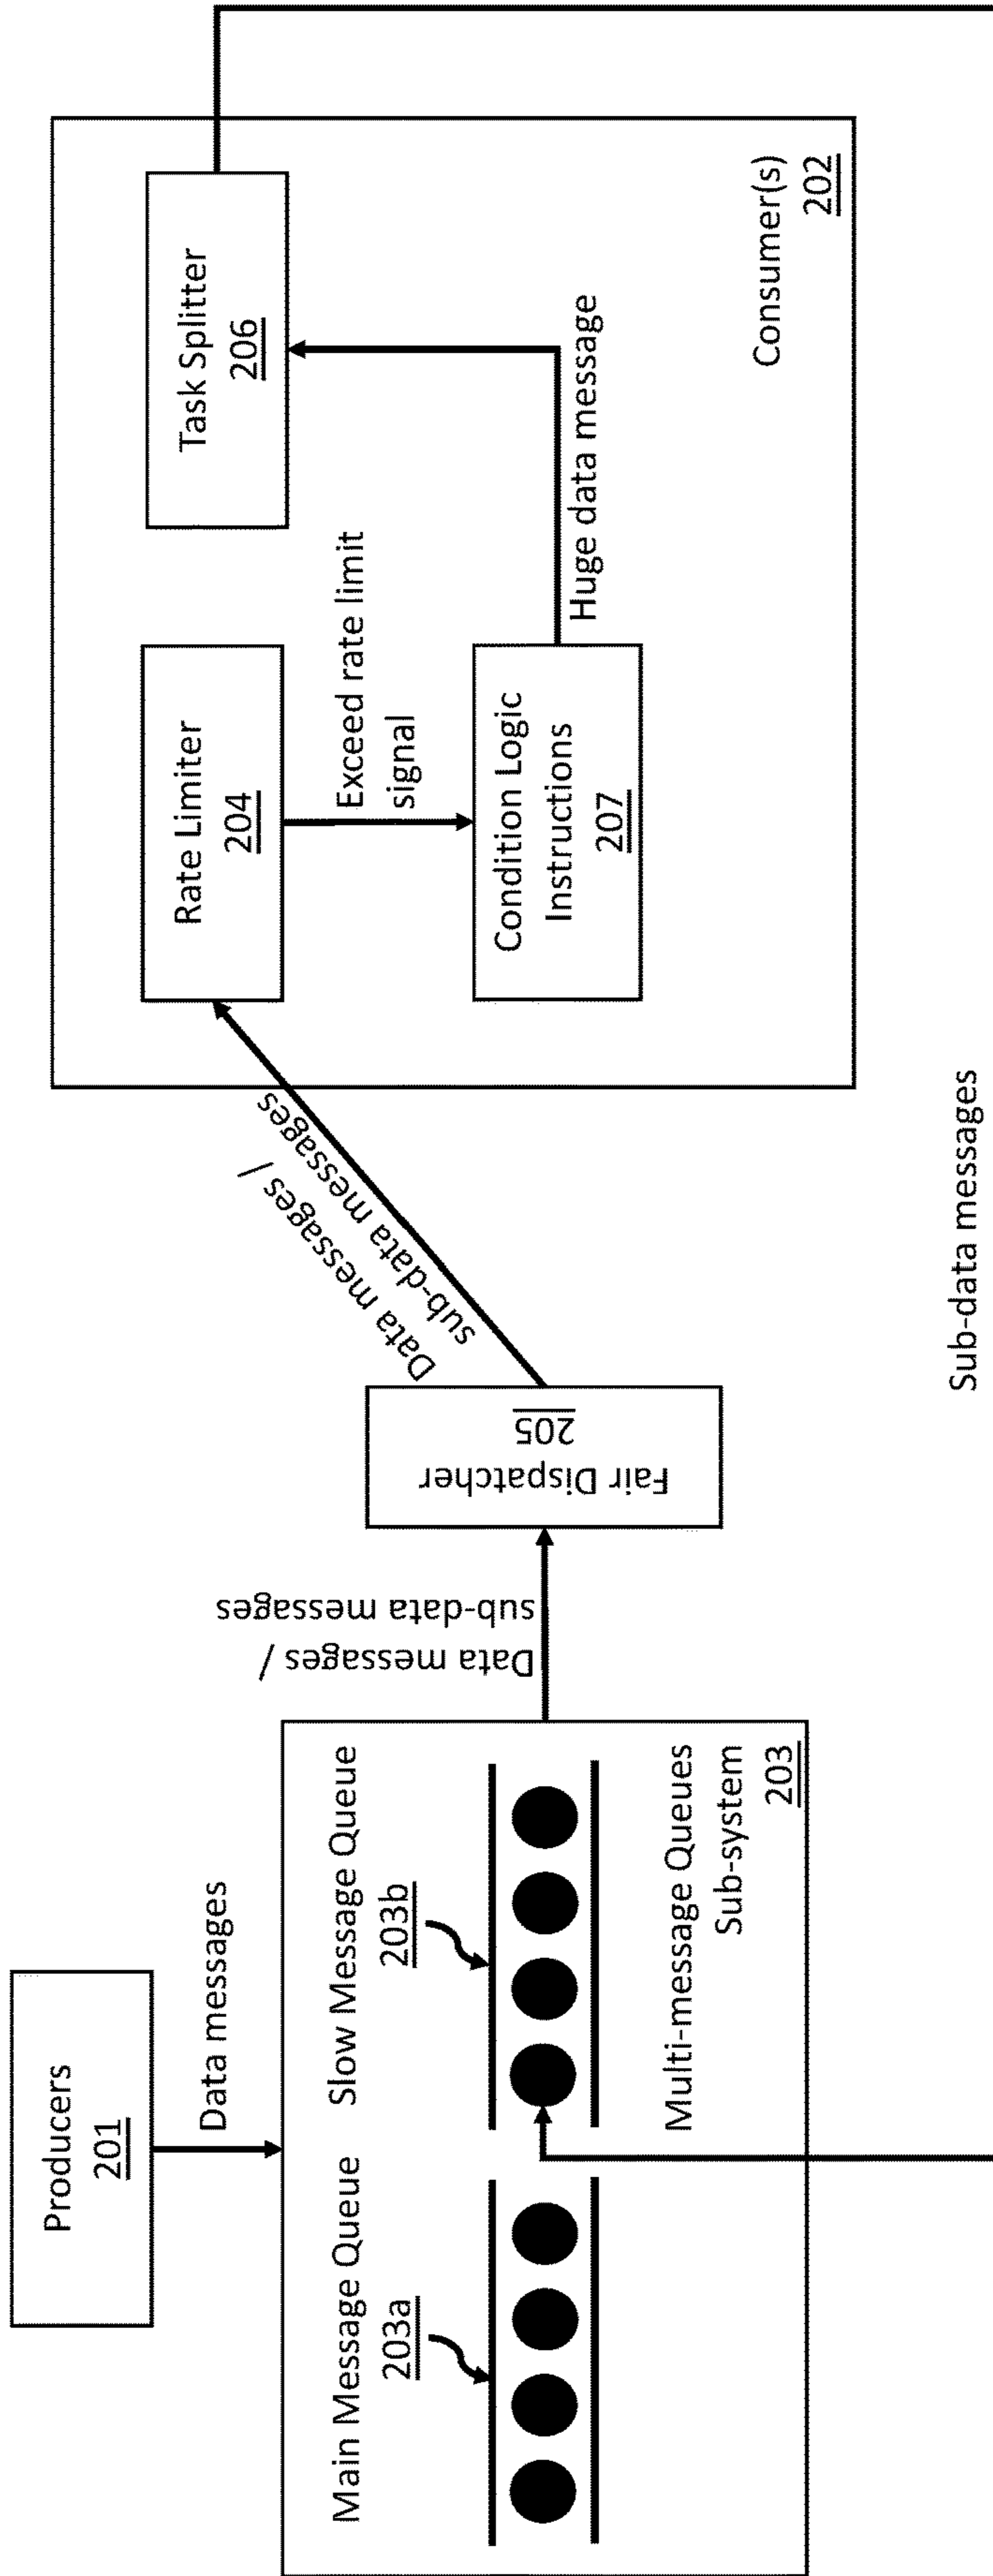 Producers
201
Data messages
Main Message Queue
203a
Slow Message Queue
203b
Multi-message Queues
Sub-system
203
Data messages /
sub-data messages
Fair Dispatcher
205
Data messages /
sub-data messages
Rate Limiter
204
Exceed rate limit
signal
Condition Logic
Instructions
207
Huge data message
Task Splitter
206
Consumer(s)
202
Sub-data messages